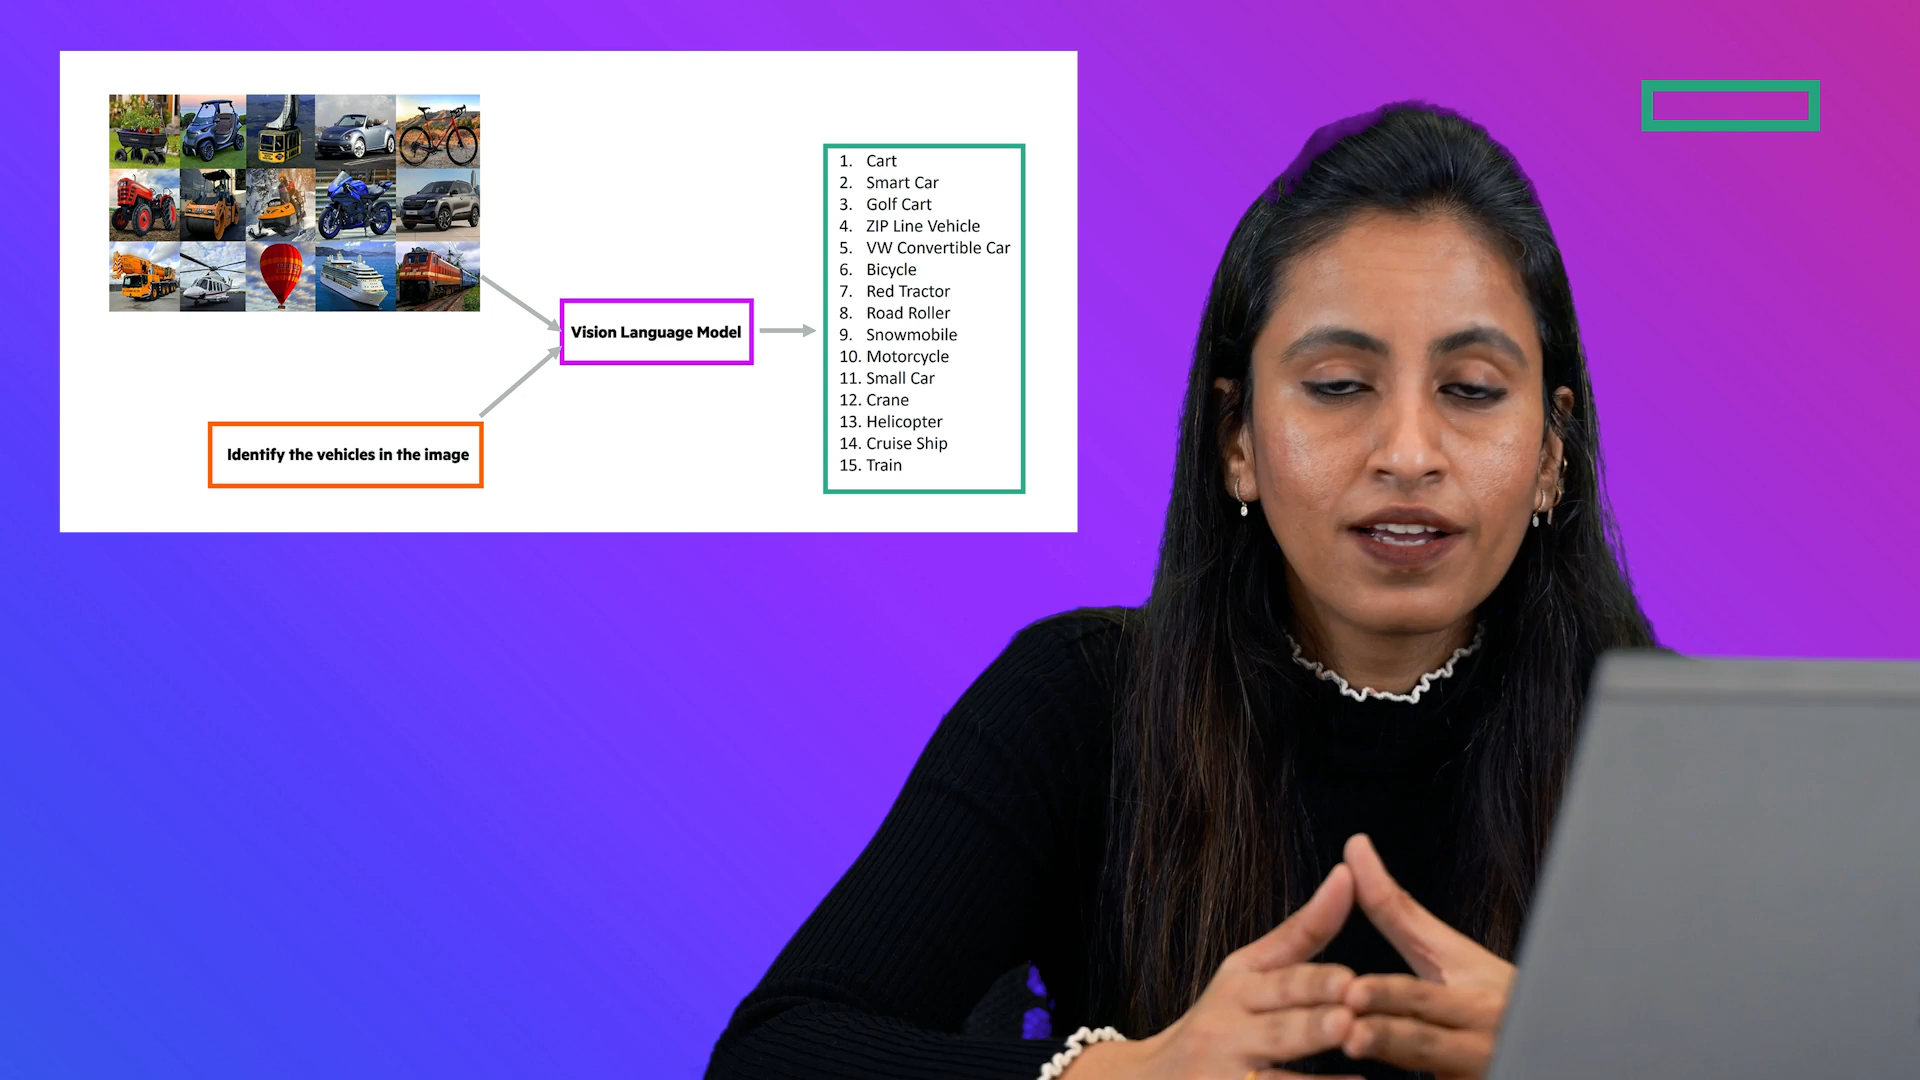 1. Cart
2. Smart Car
3. Golf Cart
4. ZIP Line Vehicle
5. VW Convertible Car
6. Bicycle
7. Red Tractor
8. Road Roller
9. Snowmobile
10. Motorcycle
11. Small Car
12. Crane
13. Helicopter
14. Cruise Ship
15. Train
Vision Language Model
Identify the vehicles in the image